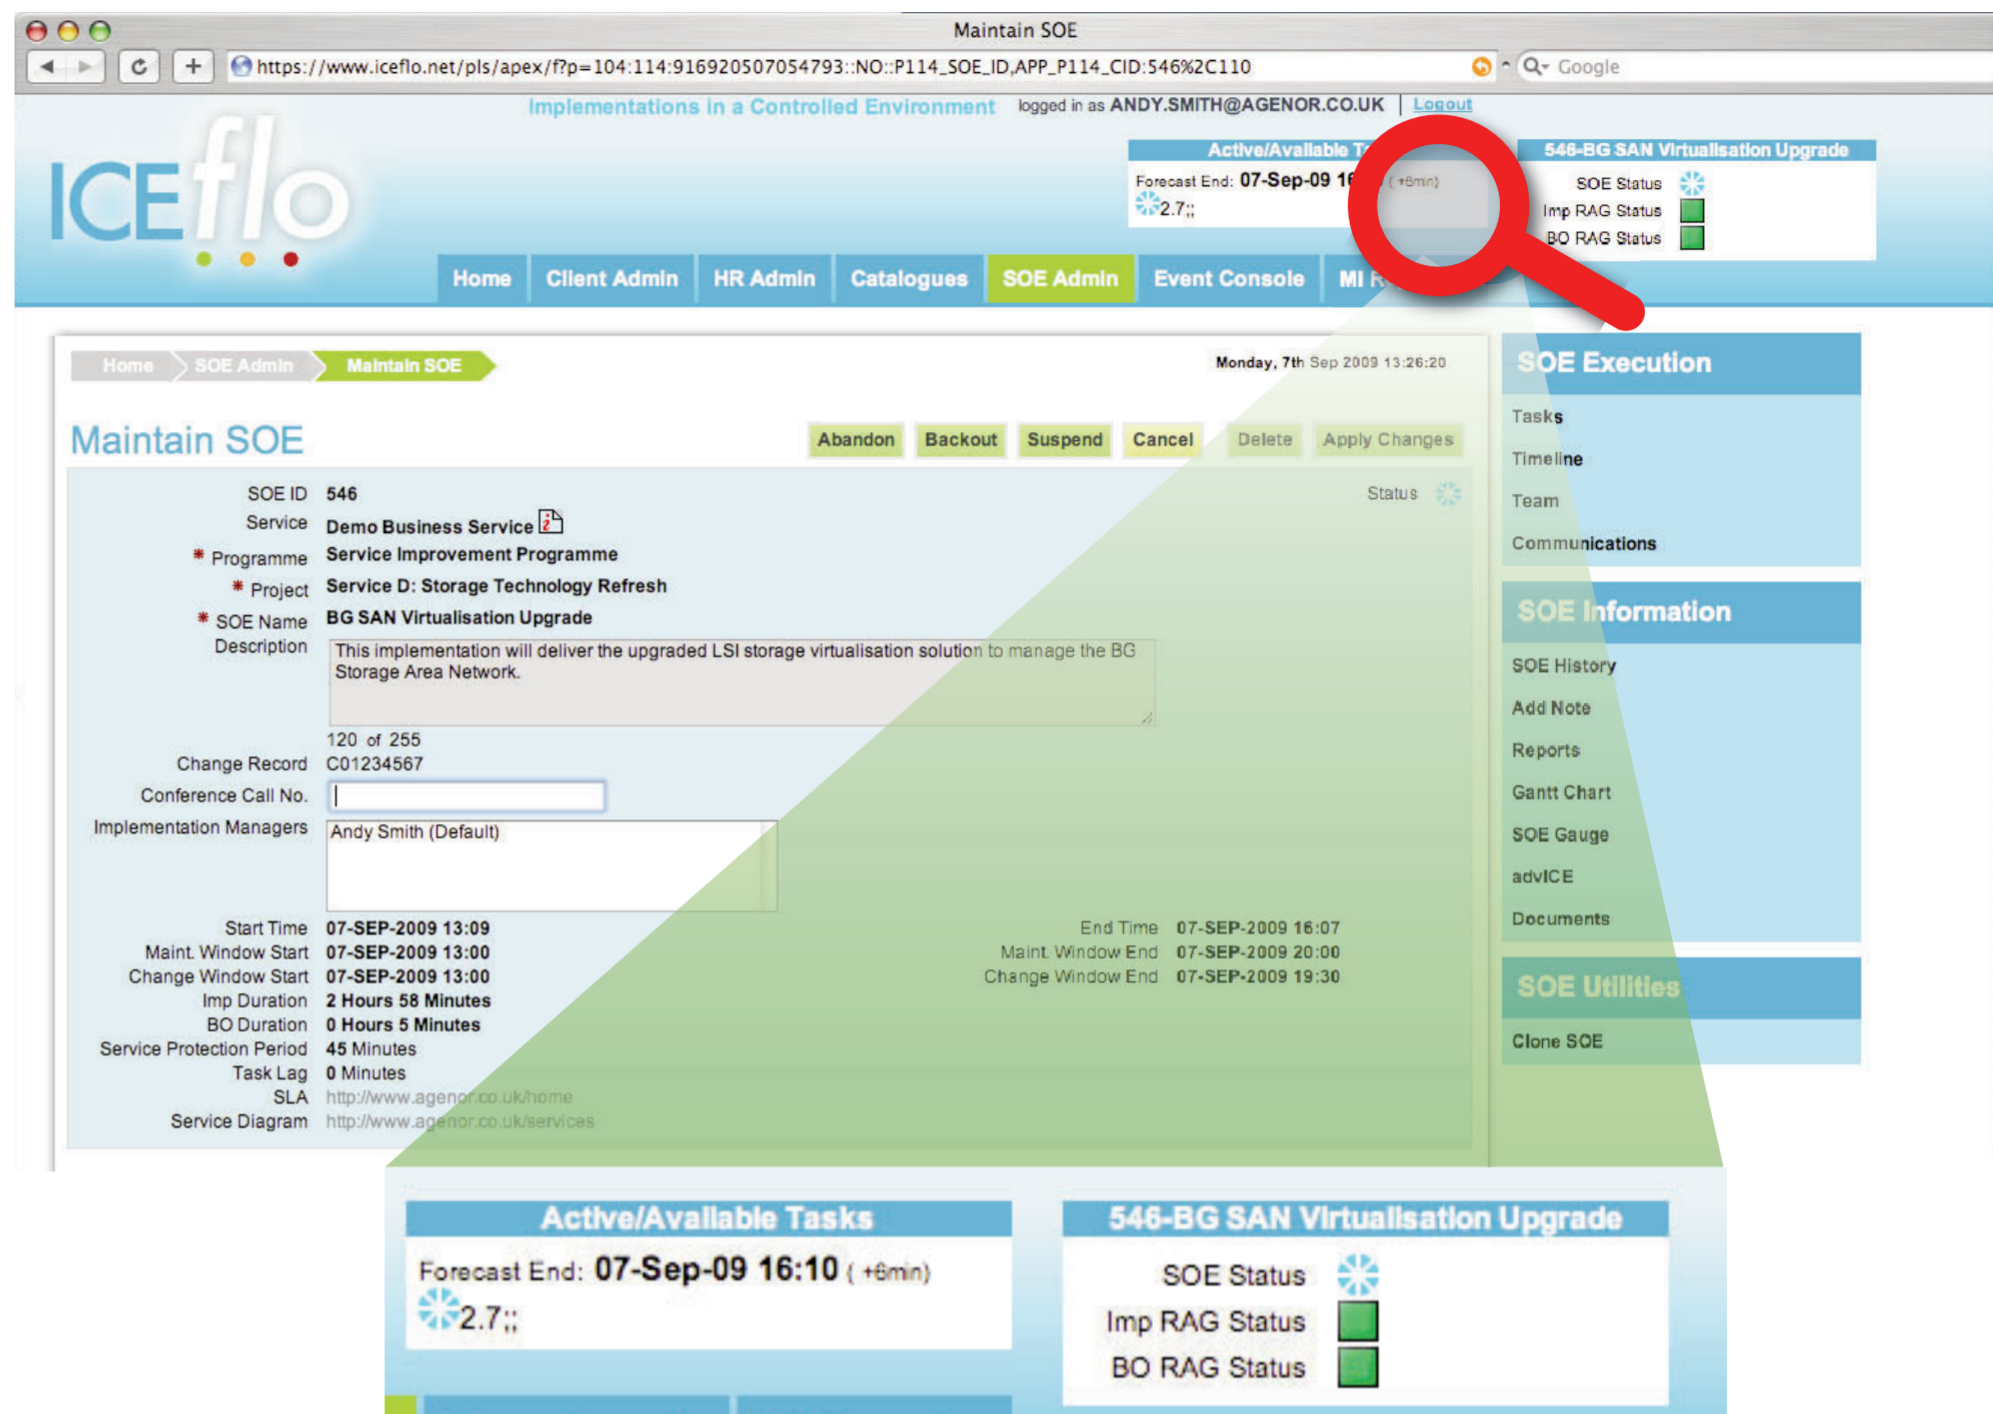 Maintain SOE
https://www.iceflo.net/pls/apex/f?p=104:114:916920507054793::NO::P114_SOE_ID,APP_P114_CID:546%2C110
Google
Implementations in a Controlled Environment logged in as ANDY.SMITH@AGENOR.CO.UK | Logout
ICEflo
Active/Available T
Forecast End: 07-Sep-09 16 ( +6min)
2.7;;
546-BG SAN Virtualisation Upgrade
SOE Status
Imp RAG Status
BO RAG Status
Home Client Admin HR Admin Catalogues SOE Admin Event Console MI R
Home SOE Admin Maintain SOE
Monday, 7th Sep 2009 13:26:20
Maintain SOE
Abandon Backout Suspend Cancel Delete Apply Changes
SOE ID 546
Status
Service Demo Business Service
* Programme Service Improvement Programme
* Project Service D: Storage Technology Refresh
* SOE Name BG SAN Virtualisation Upgrade
Description This implementation will deliver the upgraded LSI storage virtualisation solution to manage the BG
Storage Area Network.
120 of 255
Change Record C01234567
Conference Call No.
Implementation Managers Andy Smith (Default)
Start Time 07-SEP-2009 13:09 End Time 07-SEP-2009 16:07
Maint. Window Start 07-SEP-2009 13:00 Maint. Window End 07-SEP-2009 20:00
Change Window Start 07-SEP-2009 13:00 Change Window End 07-SEP-2009 19:30
Imp Duration 2 Hours 58 Minutes
BO Duration 0 Hours 5 Minutes
Service Protection Period 45 Minutes
Task Lag 0 Minutes
SLA http://www.agenor.co.uk/home
Service Diagram http://www.agenor.co.uk/services
SOE Execution
Tasks
Timeline
Team
Communications
SOE Information
SOE History
Add Note
Reports
Gantt Chart
SOE Gauge
advICE
Documents
SOE Utilities
Clone SOE
Active/Available Tasks
Forecast End: 07-Sep-09 16:10 ( +6min)
2.7;;
546-BG SAN Virtualisation Upgrade
SOE Status
Imp RAG Status
BO RAG Status